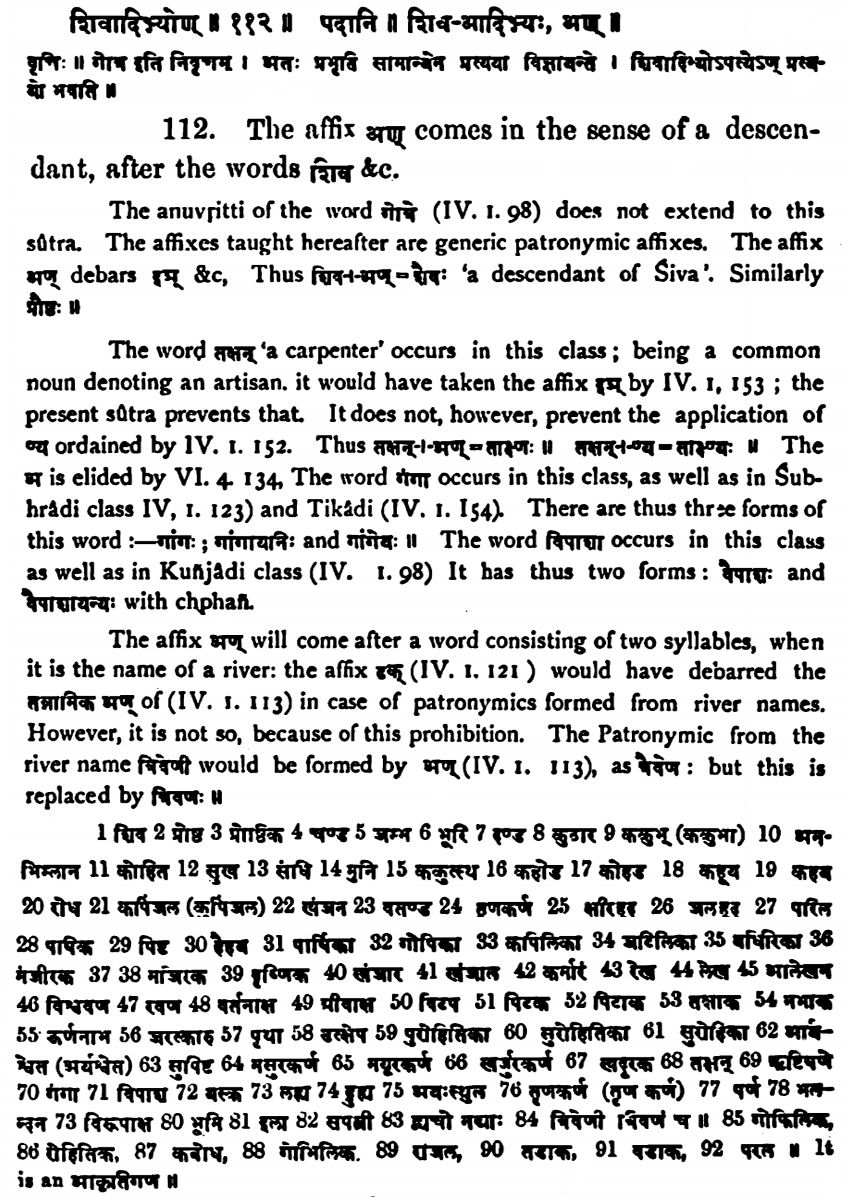 शिवादिभ्योण् ॥ ११२ ॥ पदानि ॥ शिव-आदिभ्यः, अण् ॥
वृत्तिः ॥ गोत्र इति निवृत्तम् । अतः प्रभृति सामान्येन प्रत्यया विज्ञायन्ते । शिवादिभ्योऽपत्येऽण् प्रत्य-
यो भवति ॥
112. The affix अण् comes in the sense of a descen-
dant, after the words शिव &c.
The anuvṛitti of the word गोत्रे (IV. 1. 98) does not extend to this
sûtra. The affixes taught hereafter are generic patronymic affixes. The affix
अण् debars इञ् &c, Thus शिव+अण्=शैवः 'a descendant of Śiva'. Similarly
प्रौष्ठः ॥
The word तक्षन् 'a carpenter' occurs in this class; being a common
noun denoting an artisan. it would have taken the affix इञ् by IV. 1, 153; the
present sûtra prevents that. It does not, however, prevent the application of
ण्य ordained by IV. 1. 152. Thus तक्षन्+अण्=ताक्ष्णः ॥ तक्षन्+ण्य=ताक्ष्ण्यः ॥ The
अ is elided by VI. 4. 134, The word गंगा occurs in this class, as well as in Śub-
hrâdi class IV, 1. 123) and Tikâdi (IV. 1. 154). There are thus three forms of
this word :—गांगः; गांगायनिः and गांगेयः ॥ The word विपाशा occurs in this class
as well as in Kuñjâdi class (IV. 1. 98) It has thus two forms: वैपाशः and
वैपाशायन्यः with chphañ.
The affix अण् will come after a word consisting of two syllables, when
it is the name of a river: the affix ढक् (IV. 1. 121) would have debarred the
तन्नामिक अण् of (IV. 1. 113) in case of patronymics formed from river names.
However, it is not so, because of this prohibition. The Patronymic from the
river name त्रिवेणी would be formed by अण् (IV. 1. 113), as त्रैवेण: but this is
replaced by त्रिवणः ॥
1 शिव 2 प्रोष्ठ 3 प्रोष्ठिक 4 चण्ड 5 जम्भ 6 भूरि 7 दण्ड 8 कुठार 9 ककुभ् (ककुभा) 10 अन-
भिम्लान 11 कोहित 12 सुख 13 संधि 14 मुनि 15 ककुत्स्थ 16 कहोड 17 कोहड 18 कहूय 19 कहय
20 रोध 21 कपिंजल (कुपिंजल) 22 खंजन 23 वतण्ड 24 तृणकर्ण 25 क्षीरहृद 26 जलहृद 27 परिल
28 पथिक 29 पिष्ट 30 हैहय 31 पार्षिका 32 गोपिका 33 कपिलिका 34 जटिलिका 35 बधिरिका 36
मंजीरक 37 38 मांजरक 39 वृष्णिक 40 खंजार 41 खंजाल 42 कर्मार 43 रेख 44 लेख 45 आलेखन
46 विश्रवण 47 रवण 48 वर्तनाक्ष 49 ग्रीवाक्ष 50 विटप 51 पिटक 52 पिटाक 53 तक्षाक 54 नभाक
55 ऊर्णनाभ 56 जरत्कारु 57 पृथा 58 उत्क्षेप 59 पुरोहितिका 60 सुरोहितिका 61 सुरोहिका 62 आर्य-
श्वेत (अर्यश्वेत) 63 सुपिष्ट 64 मसुरकर्ण 65 मयूरकर्ण 66 खर्जुरकर्ण 67 खदूरक 68 तक्षन् 69 ऋष्टिषेण
70 गंगा 71 विपाश 72 यस्क 73 लह्य 74 द्रुह्य 75 अयःस्थूण 76 तृणकर्ण (तृण कर्ण) 77 पर्ण 78 भल-
न्दन 73 विरूपाक्ष 80 भूमि 81 इला 82 सपत्नी 83 द्व्यचो नद्याः 84 त्रिवेणी त्रिवणं च ॥ 85 गोफिलिक,
86 रोहितिक, 87 कबोध, 88 गोभिलिक. 89 राजल, 90 तडाक, 91 वडाक, 92 परल ॥ It
is an आकृतिगण ॥